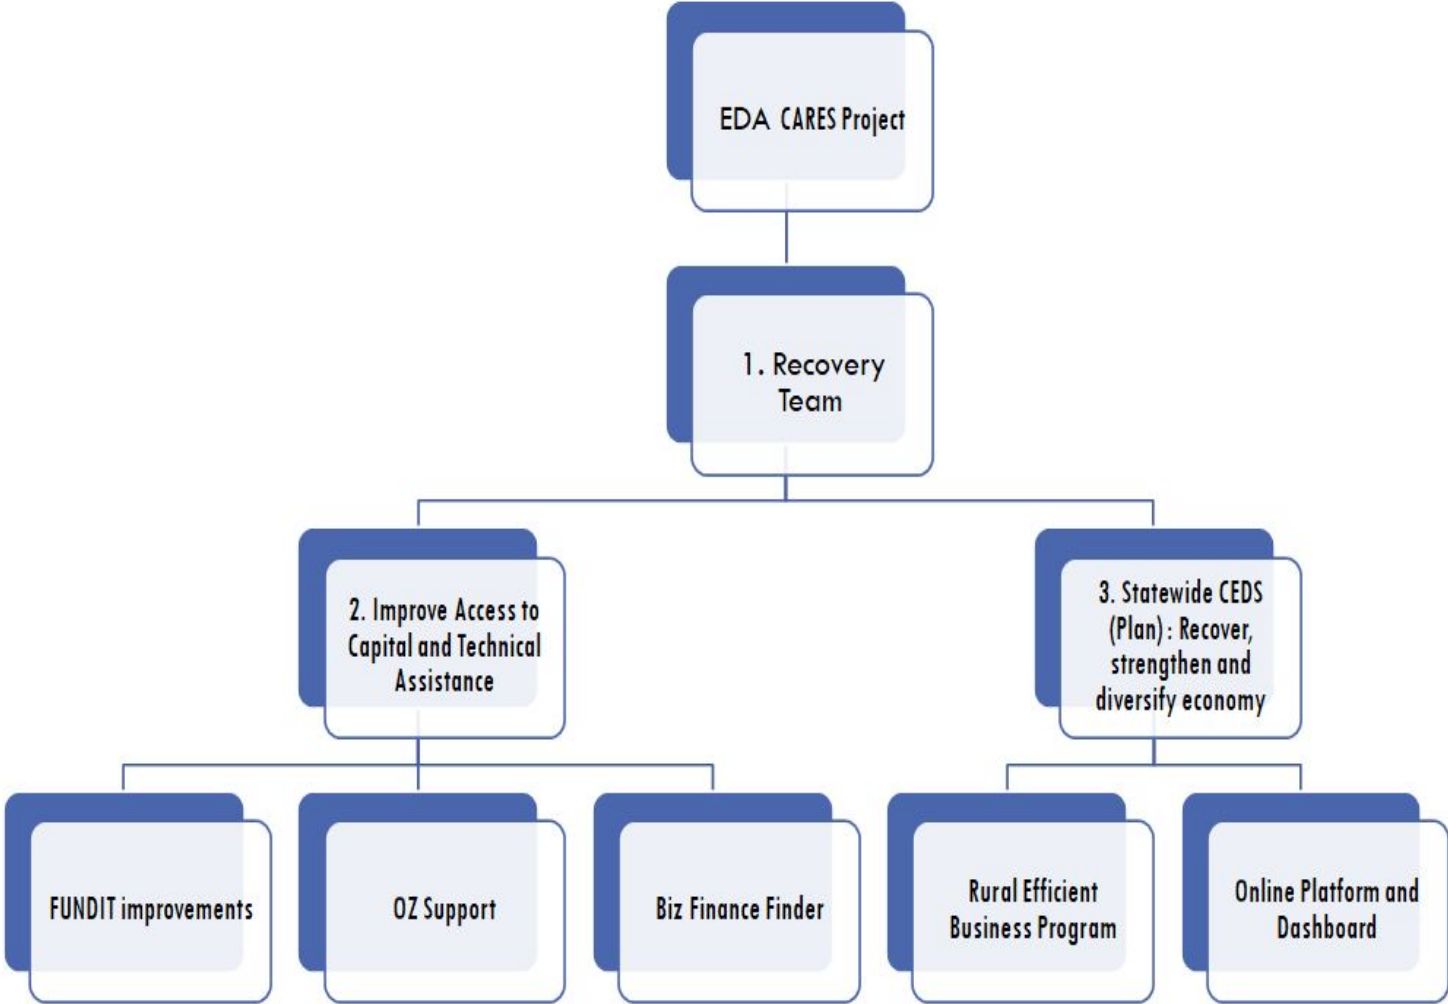 EDA CARES Project
1. Recovery
Team
2. Improve Access to
Capital and Technical
Assistance
3. Statewide CEDS
(Plan) : Recover,
strengthen and
diversify economy
FUNDIT improvements
OZ Support
Biz Finance Finder
Rural Efficient
Business Program
Online Platform and
Dashboard